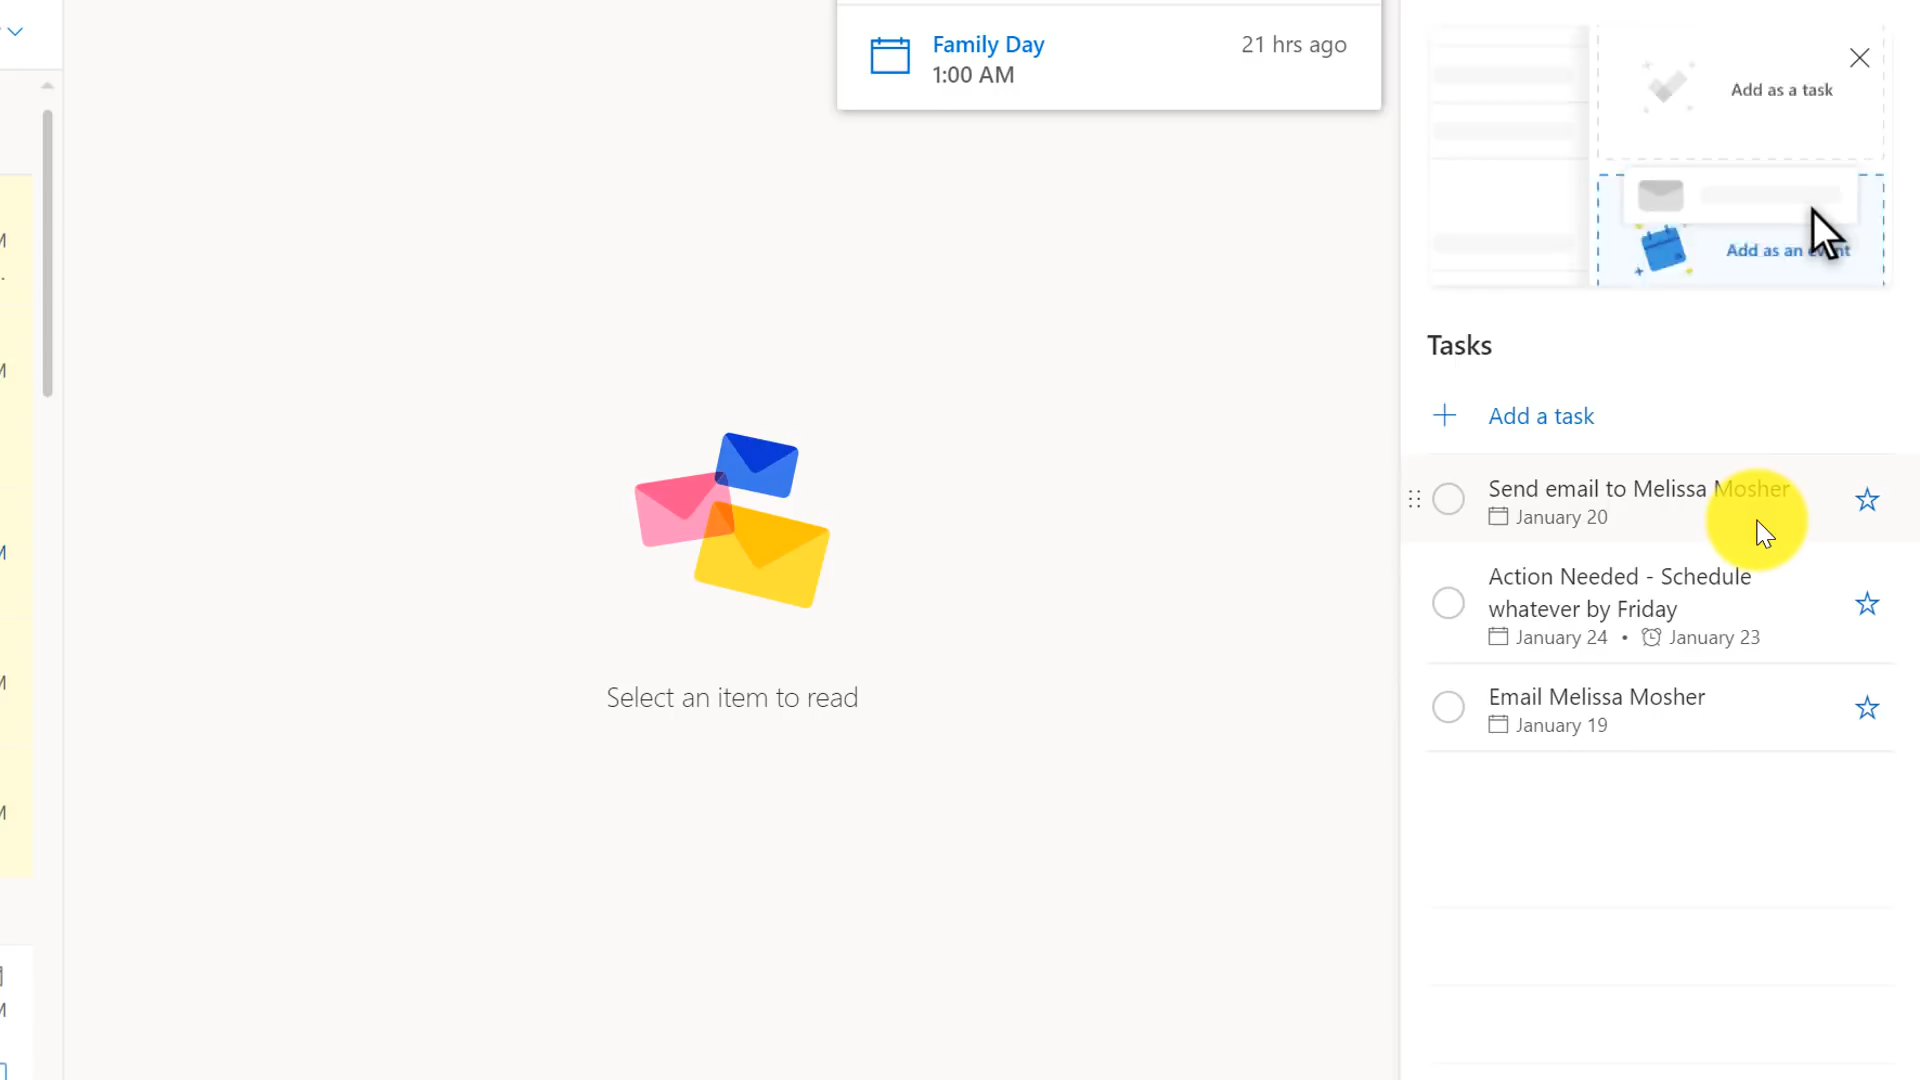 Family Day
21 hrs ago
1:00 AM
Add as a task
Add as an
Tasks
Add a task
Send email to Melissa Mosher
January 20
Action Needed - Schedule
whatever by Friday
January 24 • January 23
Email Melissa Mosher
January 19
Select an item to read